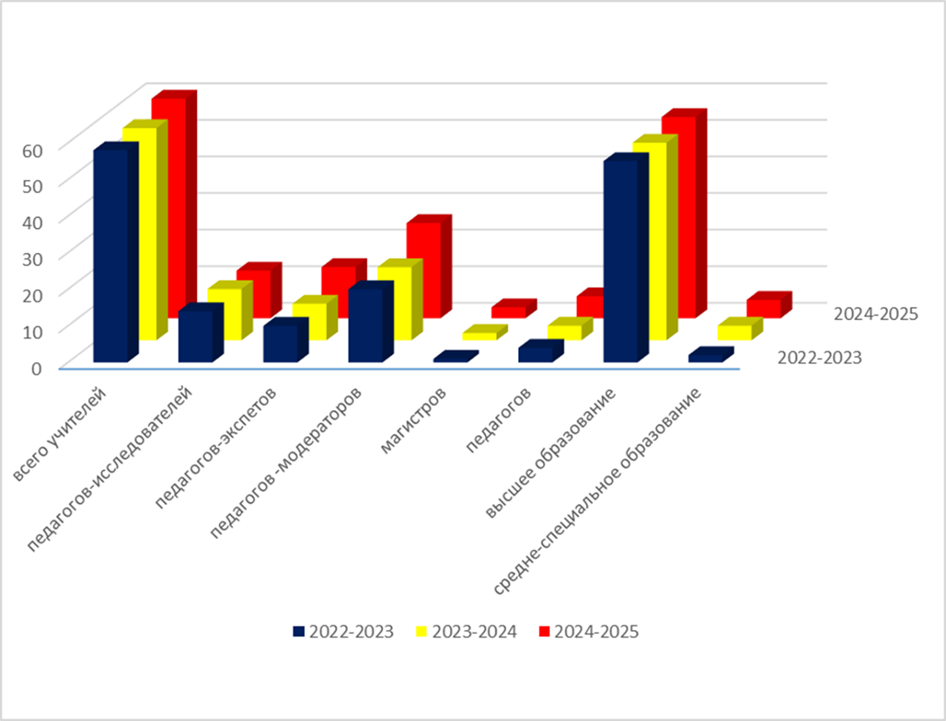 60
50
40
30
20
10
0
2024-2025
2022-2023
всего учителей
педагогов-исследователей
педагогов-экспетов
педагогов -модераторов
магистров
педагогов
высшее образование
средне-специальное образование
2022-2023 2023-2024 2024-2025